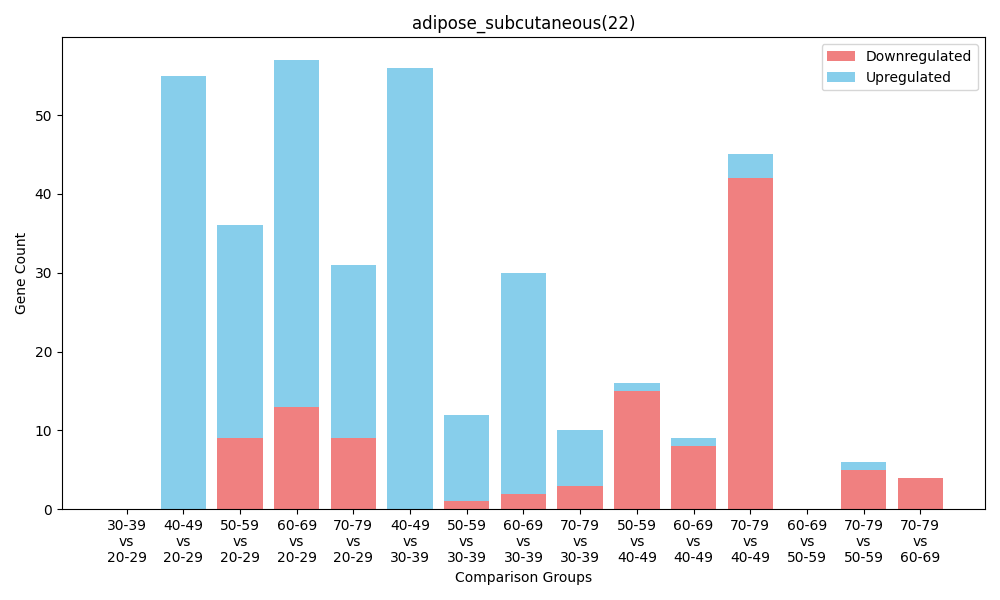 adipose_subcutaneous(22)
Downregulated
Upregulated
Gene Count
50
40
30
20
10
0
30-39 vs 20-29
40-49 vs 20-29
50-59 vs 20-29
60-69 vs 20-29
70-79 vs 20-29
40-49 vs 30-39
50-59 vs 30-39
60-69 vs 30-39
70-79 vs 30-39
50-59 vs 40-49
60-69 vs 40-49
70-79 vs 40-49
60-69 vs 50-59
70-79 vs 50-59
70-79 vs 60-69
Comparison Groups